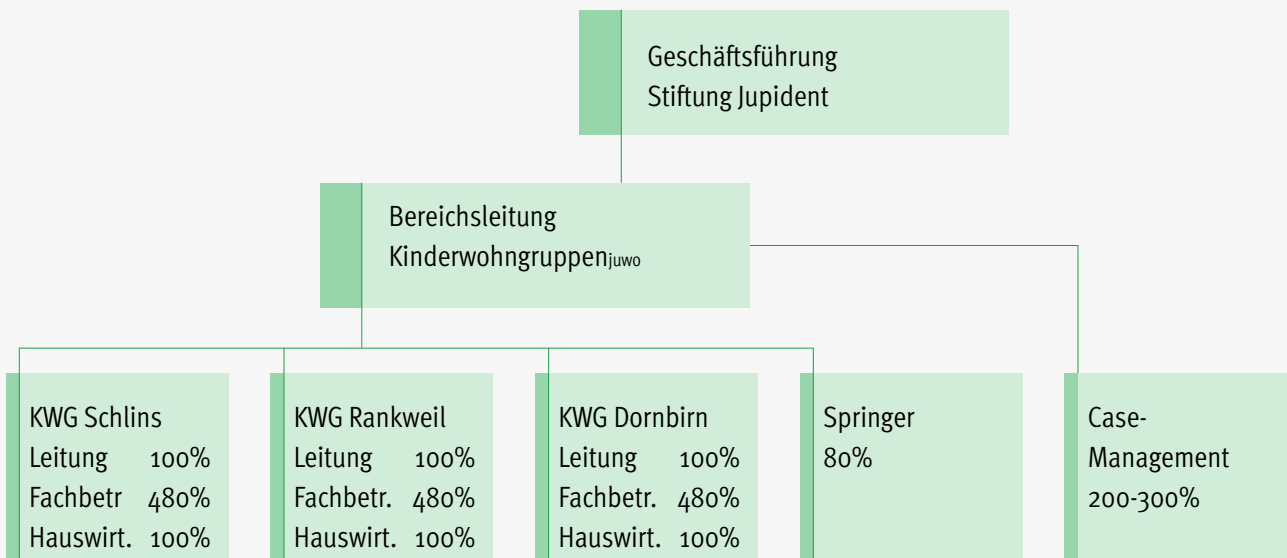 Geschäftsführung
Stiftung Jupident
Bereichsleitung
Kinderwohngruppenjuwo
KWG Schlins
Leitung 100%
Fachbetr 480%
Hauswirt. 100%
KWG Rankweil
Leitung 100%
Fachbetr. 480%
Hauswirt. 100%
KWG Dornbirn
Leitung 100%
Fachbetr. 480%
Hauswirt. 100%
Springer
80%
Case-
Management
200-300%